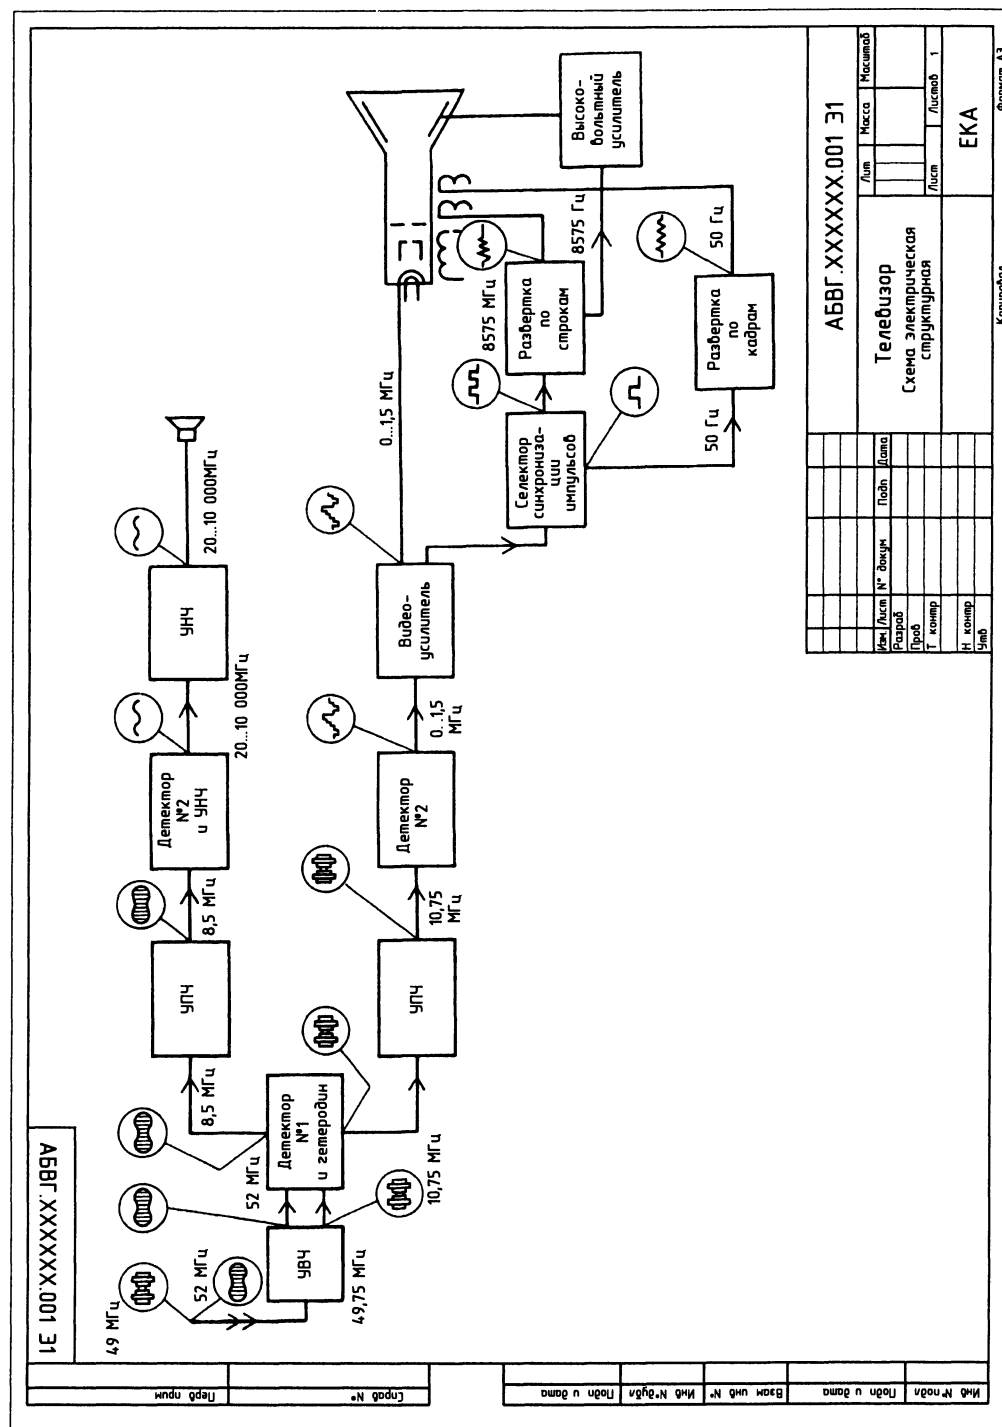 АБВГ.XXXXXX.001 Э1
49 МГц
52 МГц
УВЧ
49,75 МГц
52 МГц
10,75 МГц
Детектор
№1
и гетеродин
8,5 МГц
УПЧ
8,5 МГц
Детектор
№2
и УНЧ
20...10 000МГц
УНЧ
20...10 000МГц
УПЧ
10,75
МГц
Детектор
№2
0..1,5
МГц
Видео-
усилитель
0...1,5 МГц
Селектор
синхрониза-
ции
импульсов
8575 МГц
Развертка
по
строкам
8575 Гц
Высоко-
вольтный
усилитель
50 Гц
Развертка
по
кадрам
50 Гц
Перв прим
Справ №
Подп и дата
Инв №дубл
Взам инв №
Подп и дата
Инв № подл
Изм Лист № докум Подп Дата
Разраб
Пров
Т контр
Н контр
Утв
АБВГ.XXXXXX.001 Э1
Телевизор
Схема электрическая
структурная
Лит Масса Масштаб
Лист Листов 1
ЕКА
Копировал Формат А3